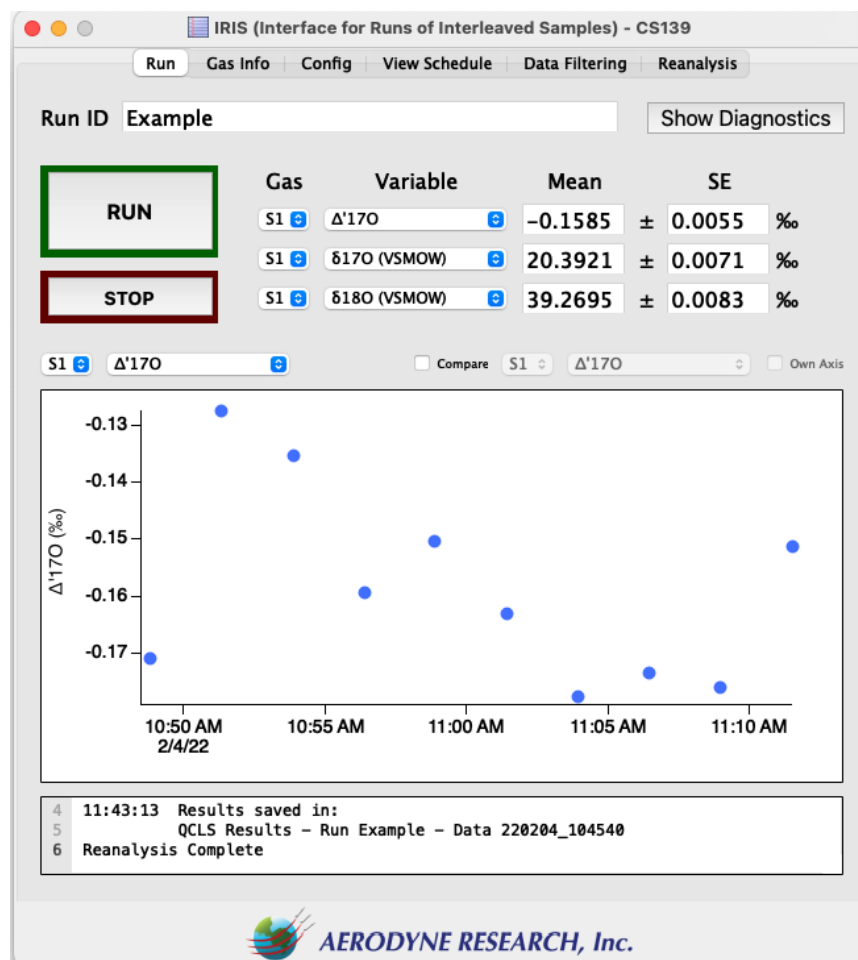 IRIS (Interface for Runs of Interleaved Samples) - CS139
Run Gas Info Config View Schedule Data Filtering Reanalysis
Run ID Example Show Diagnostics
Gas Variable Mean SE
RUN
S1 Δ'17O -0.1585 ± 0.0055 ‰
S1 δ17O (VSMOW) 20.3921 ± 0.0071 ‰
STOP
S1 δ18O (VSMOW) 39.2695 ± 0.0083 ‰
S1 Δ'17O Compare S1 Δ'17O Own Axis
-0.13
-0.14
-0.15
-0.16
-0.17
Δ'17O (‰)
10:50 AM 10:55 AM 11:00 AM 11:05 AM 11:10 AM
2/4/22
4 11:43:13 Results saved in:
5 QCLS Results – Run Example – Data 220204_104540
6 Reanalysis Complete
AERODYNE RESEARCH, Inc.